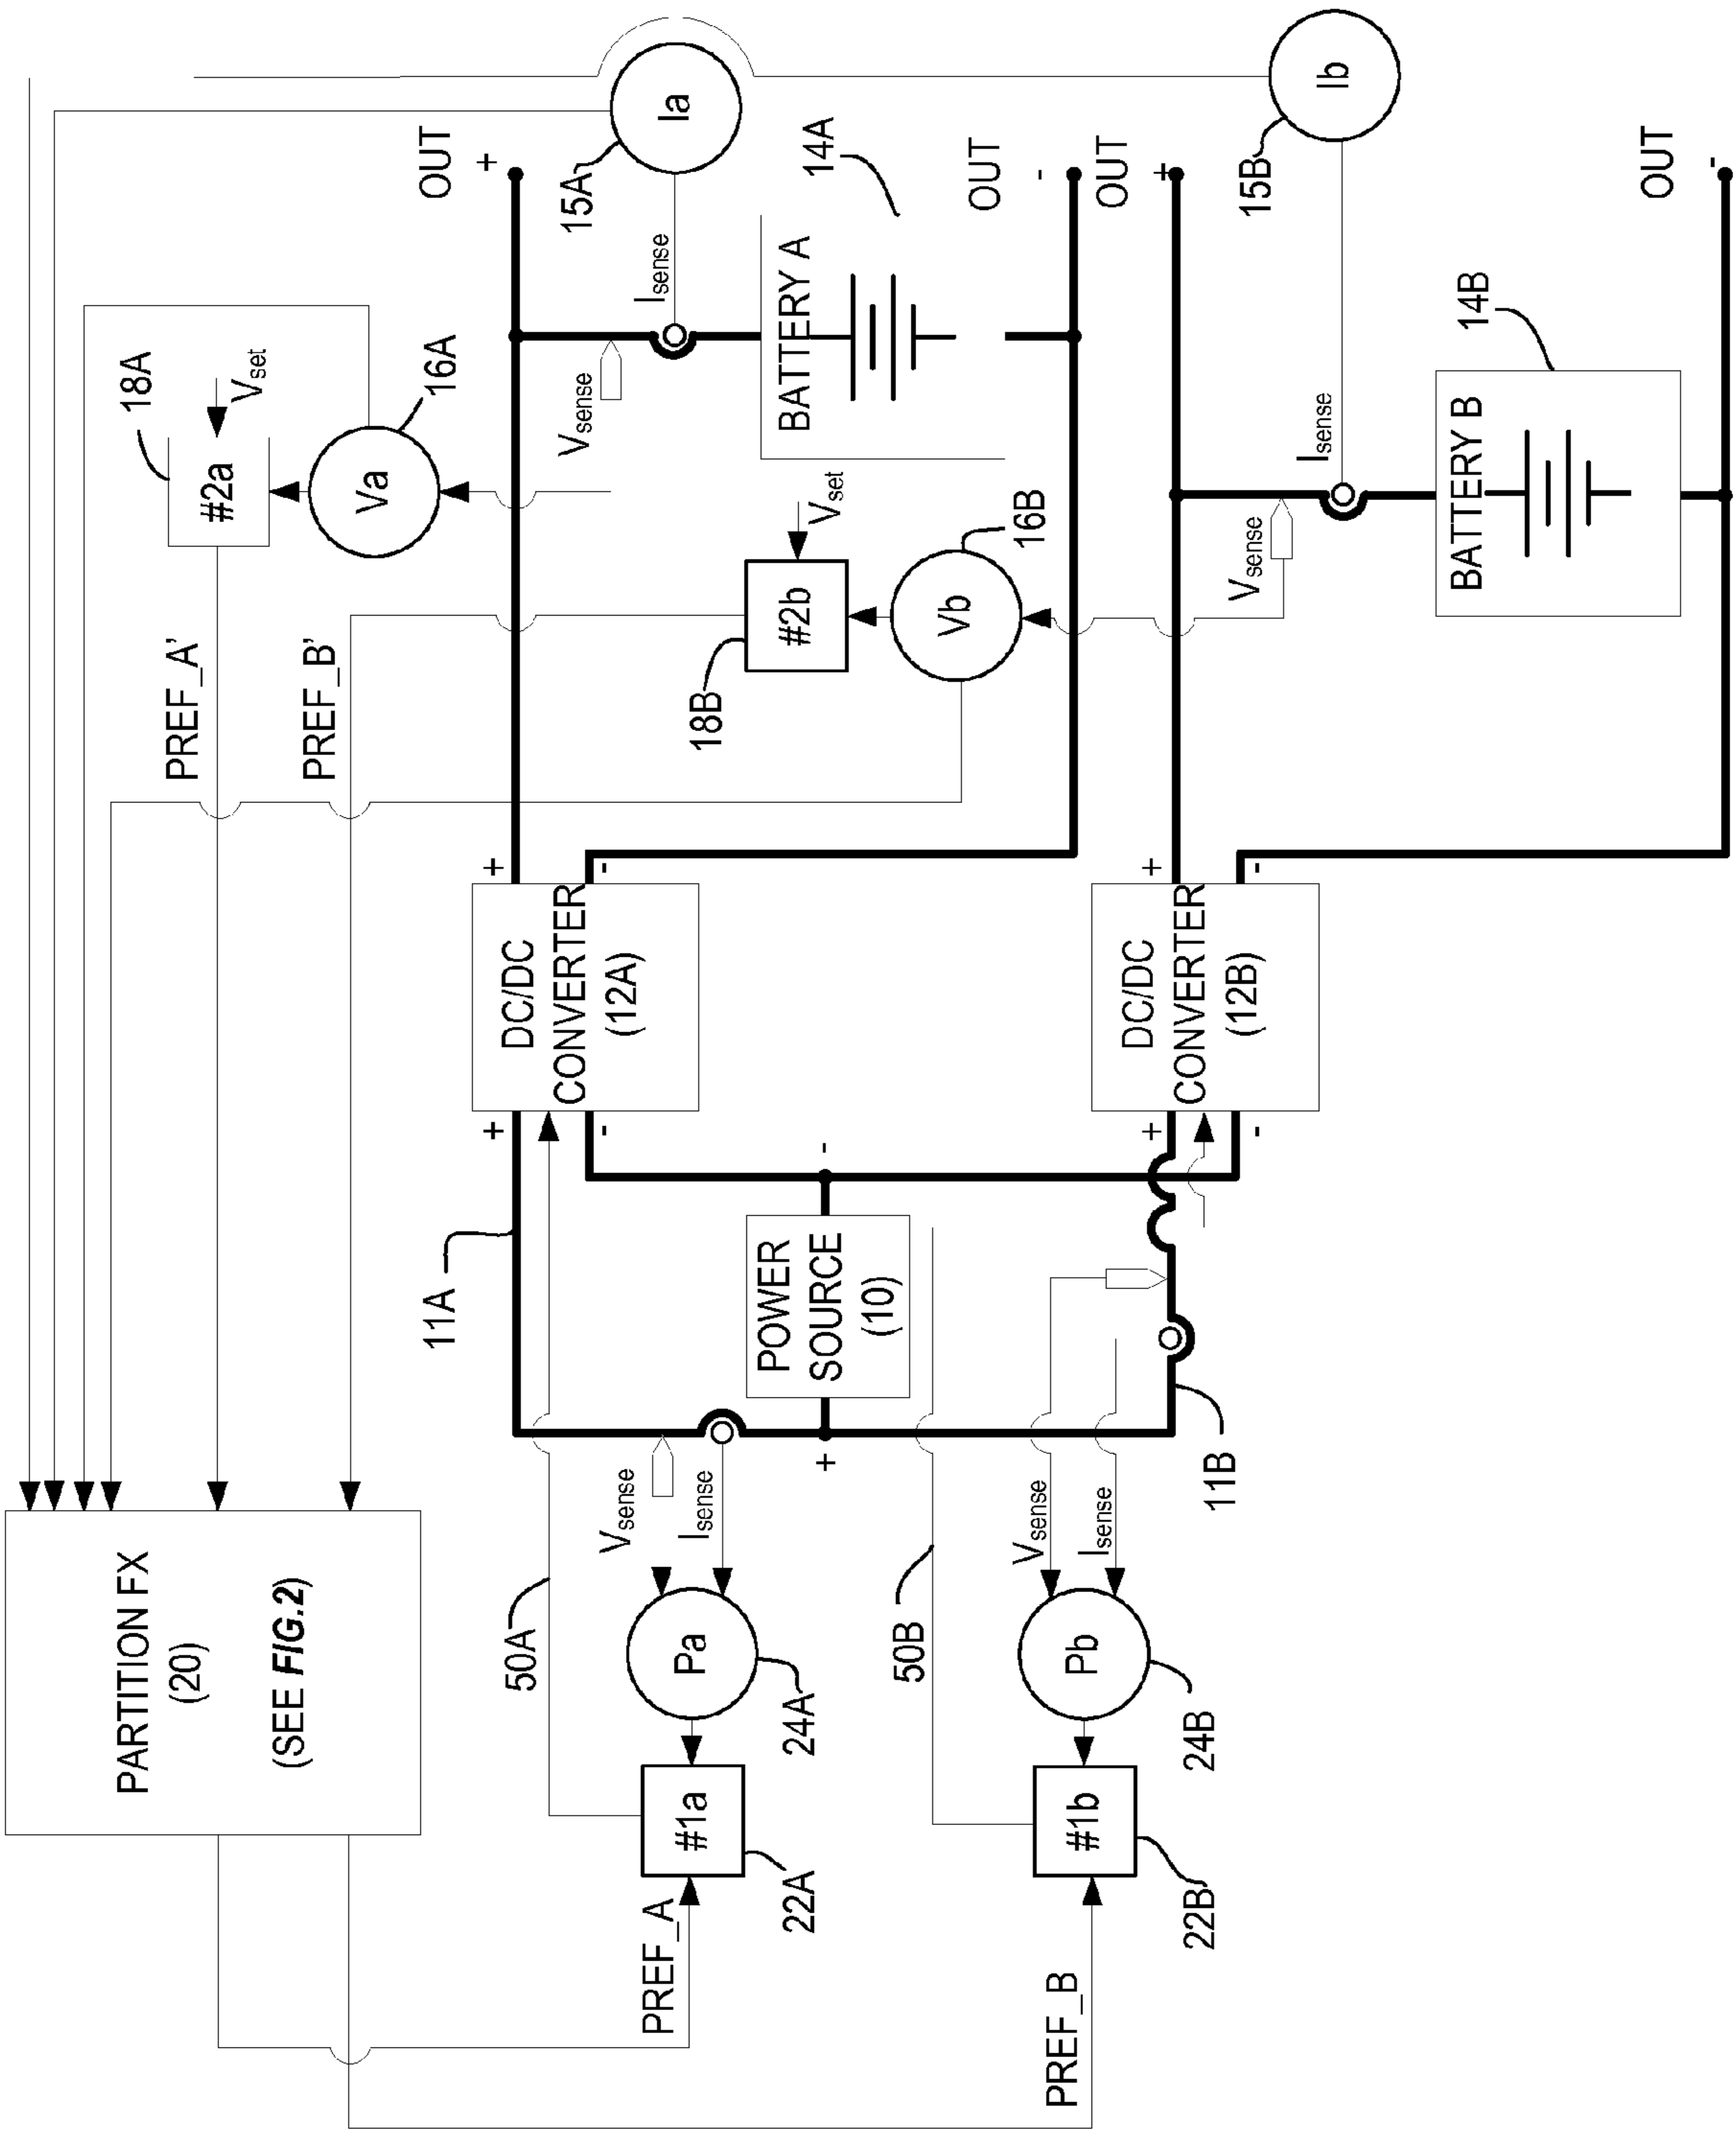 PARTITION FX
(20)
(SEE FIG.2)
PREF_A'
PREF_B'
18A
#2a
Vset
Va
16A
OUT
+
15A
Ia
Isense
Vsense
BATTERY A
14A
OUT
-
18B
#2b
Vset
Vb
16B
11A
+
-
DC/DC
CONVERTER
(12A)
+
-
50A
Vsense
Isense
Pa
24A
#1a
22A
PREF_A
POWER
SOURCE
(10)
+
-
50B
Vsense
Isense
Pb
24B
#1b
22B
PREF_B
11B
+
-
DC/DC
CONVERTER
(12B)
+
-
OUT
+
15B
Ib
Isense
Vsense
BATTERY B
14B
OUT
-